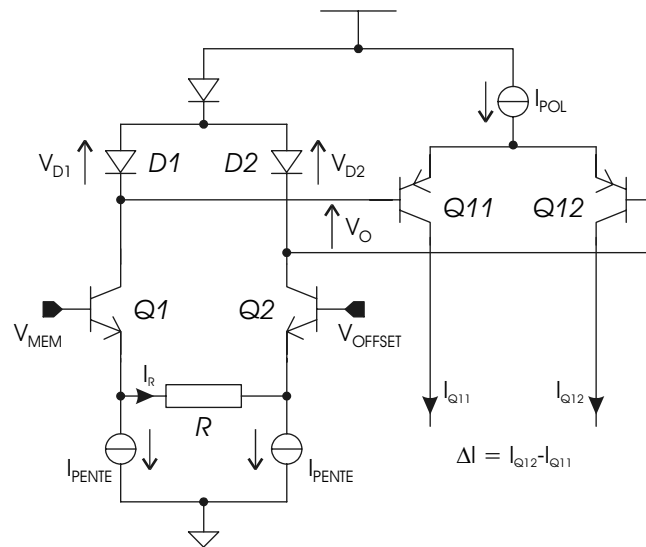 I_POL
V_D1
D1
D2
V_D2
Q11
Q12
V_O
Q1
Q2
V_MEM
V_OFFSET
I_R
R
I_Q11
I_Q12
I_PENTE
I_PENTE
ΔI = I_Q12-I_Q11